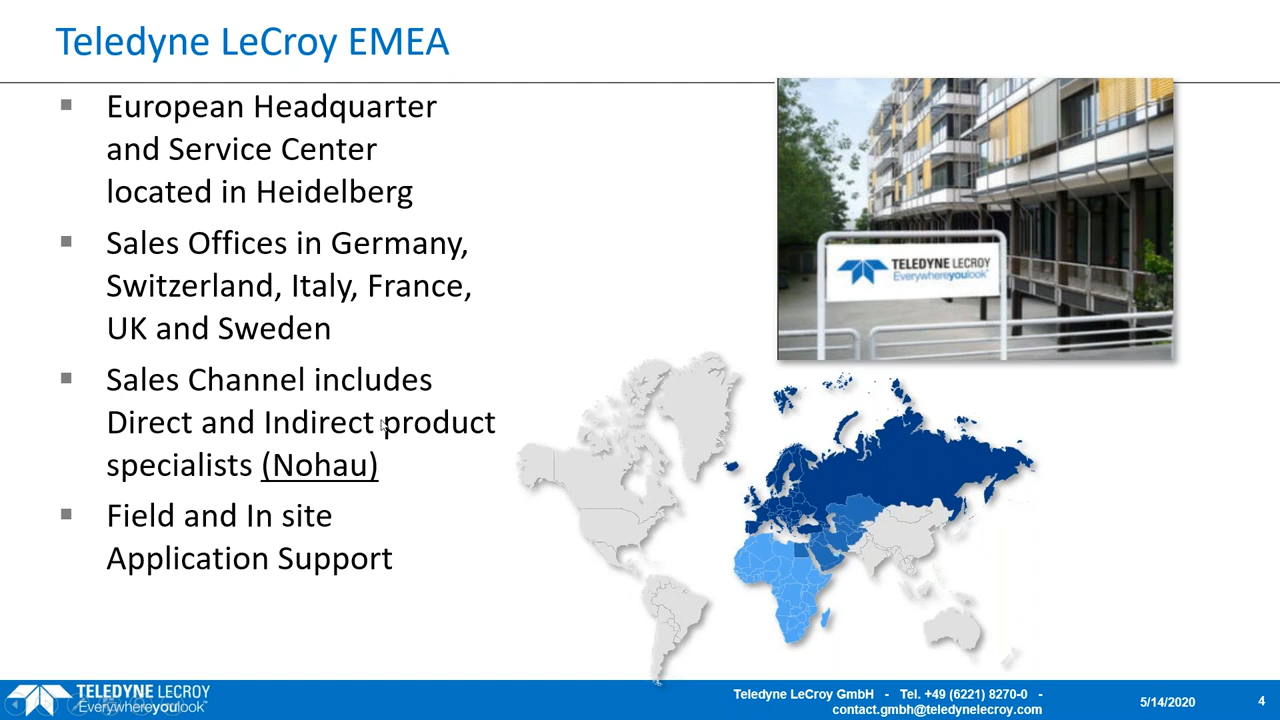 Teledyne LeCroy EMEA
European Headquarter
and Service Center
located in Heidelberg
Sales Offices in Germany,
Switzerland, Italy, France,
UK and Sweden
Sales Channel includes
Direct and Indirect product
specialists (Nohau)
Field and In site
Application Support
TELEDYNE LECROY
Everywhereyoulook™
TELEDYNE LECROY
Everywhereyoulook™
Teledyne LeCroy GmbH - Tel. +49 (6221) 8270-0 -
contact.gmbh@teledynelecroy.com
5/14/2020
4